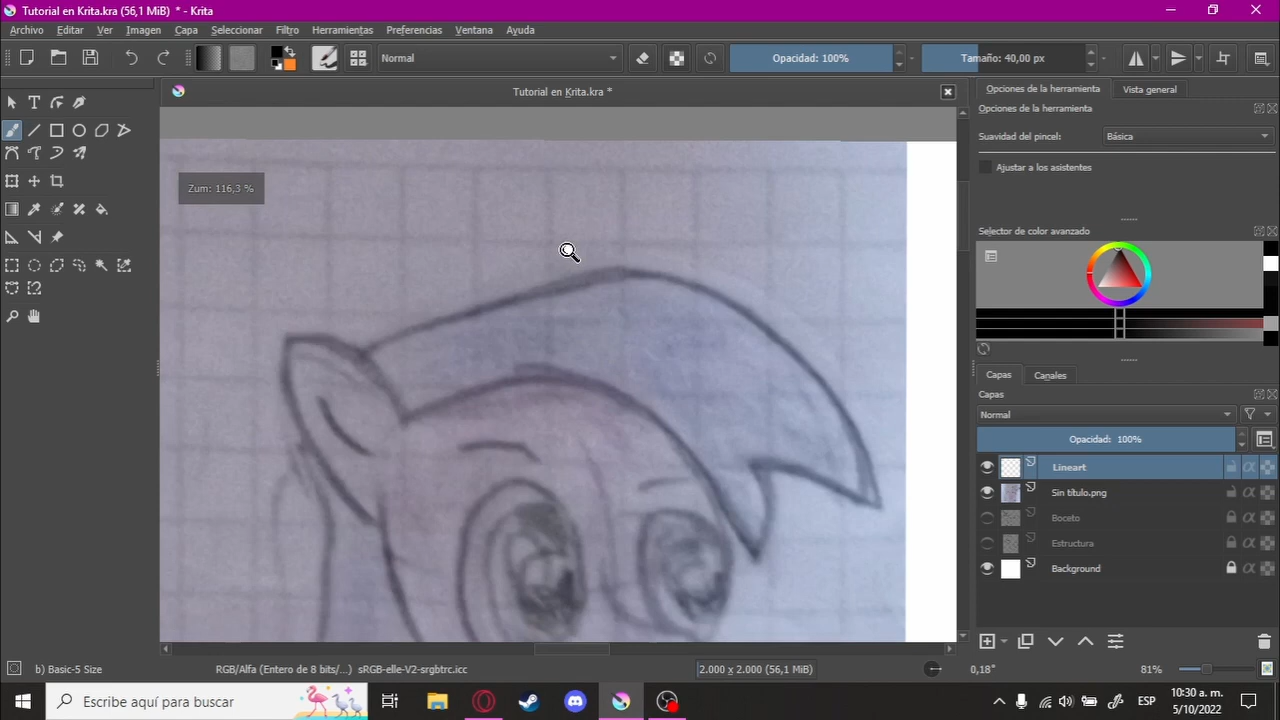 Tutorial en Krita.kra (56,1 MiB) * - Krita
Archivo Editar Ver Imagen Capa Seleccionar Filtro Herramientas Preferencias Ventana Ayuda
Normal Opacidad: 100% Tamaño: 40,00 px
Tutorial en Krita.kra *
Opciones de la herramienta Vista general
Opciones de la herramienta
Suavidad del pincel: Básica
Ajustar a los asistentes
Zum: 116,3 %
Selector de color avanzado
Capas Canales
Capas
Normal
Opacidad: 100%
Lineart
Sin título.png
Boceto
Estructura
Background
b) Basic-5 Size RGB/Alfa (Entero de 8 bits/...) sRGB-elle-V2-srgbtrc.icc 2.000 x 2.000 (56,1 MiB) 0,18° 81%
Escribe aquí para buscar
ESP
10:30 a. m.
5/10/2022